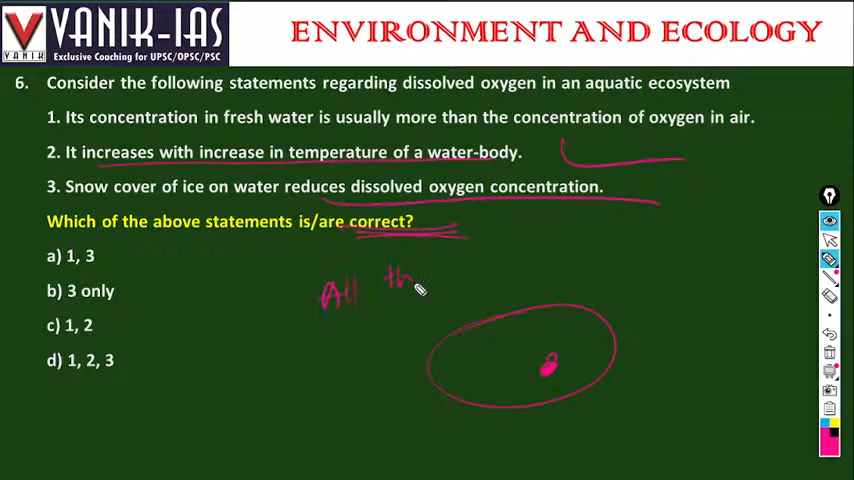 VANIK-IAS
VANIK
Exclusive Coaching for UPSC/OPSC/PSC
ENVIRONMENT AND ECOLOGY
6. Consider the following statements regarding dissolved oxygen in an aquatic ecosystem
1. Its concentration in fresh water is usually more than the concentration of oxygen in air.
2. It increases with increase in temperature of a water-body.
3. Snow cover of ice on water reduces dissolved oxygen concentration.
Which of the above statements is/are correct?
a) 1, 3
b) 3 only
c) 1, 2
d) 1, 2, 3
All th